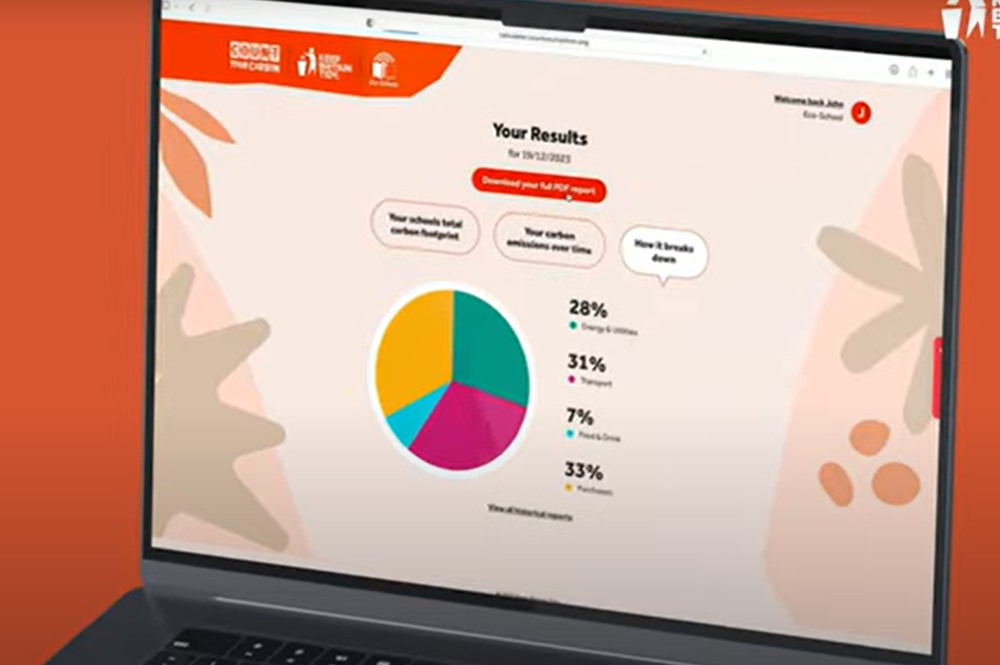 COUNT
YOUR CARBON
KEEP
BRITAIN
TIDY
Eco-Schools
Welcome back John
Eco-School
J
Your Results
for 19/12/2023
Download your full PDF report
Your schools total
carbon footprint
Your carbon
emissions over time
How it breaks
down
28%
Energy & Utilities
31%
Transport
7%
Food & Drink
33%
Purchases
View all historical reports